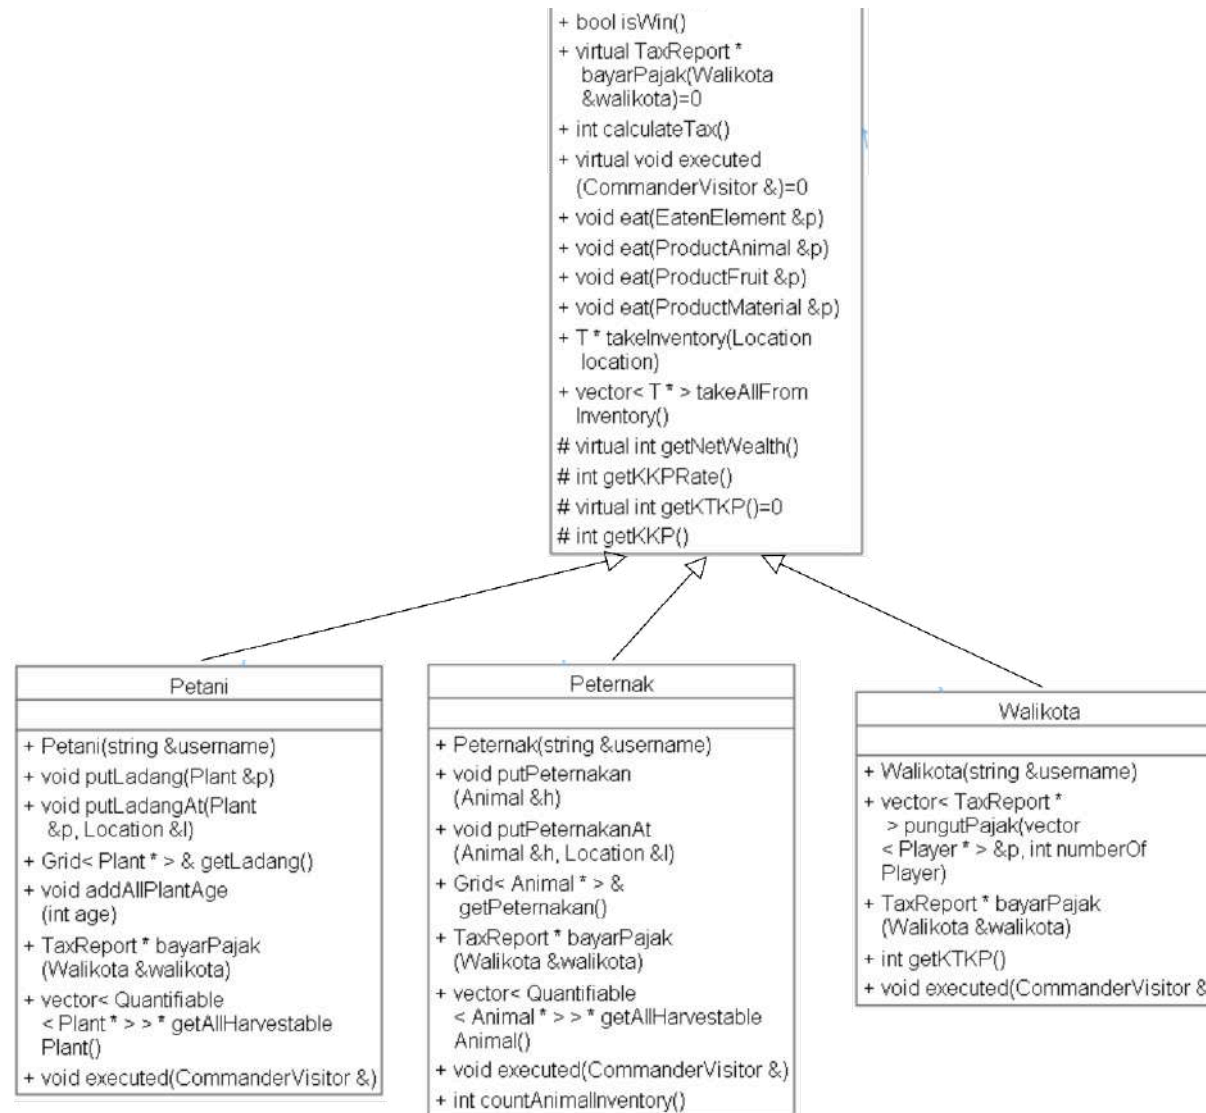 + bool isWin()
+ virtual TaxReport *
bayarPajak(Walikota
&walikota)=0
+ int calculateTax()
+ virtual void executed
(CommanderVisitor &)=0
+ void eat(EatenElement &p)
+ void eat(ProductAnimal &p)
+ void eat(ProductFruit &p)
+ void eat(ProductMaterial &p)
+ T * takeInventory(Location
location)
+ vector< T * > takeAllFrom
Inventory()
# virtual int getNetWealth()
# int getKKPRate()
# virtual int getKTKP()=0
# int getKKP()
Petani
+ Petani(string &username)
+ void putLadang(Plant &p)
+ void putLadangAt(Plant
&p, Location &l)
+ Grid< Plant * > & getLadang()
+ void addAllPlantAge
(int age)
+ TaxReport * bayarPajak
(Walikota &walikota)
+ vector< Quantifiable
< Plant * > > * getAllHarvestable
Plant()
+ void executed(CommanderVisitor &)
Peternak
+ Peternak(string &username)
+ void putPeternakan
(Animal &h)
+ void putPeternakanAt
(Animal &h, Location &l)
+ Grid< Animal * > &
getPeternakan()
+ TaxReport * bayarPajak
(Walikota &walikota)
+ vector< Quantifiable
< Animal * > > * getAllHarvestable
Animal()
+ void executed(CommanderVisitor &)
+ int countAnimalInventory()
Walikota
+ Walikota(string &username)
+ vector< TaxReport *
> pungutPajak(vector
< Player * > &p, int numberOf
Player)
+ TaxReport * bayarPajak
(Walikota &walikota)
+ int getKTKP()
+ void executed(CommanderVisitor &